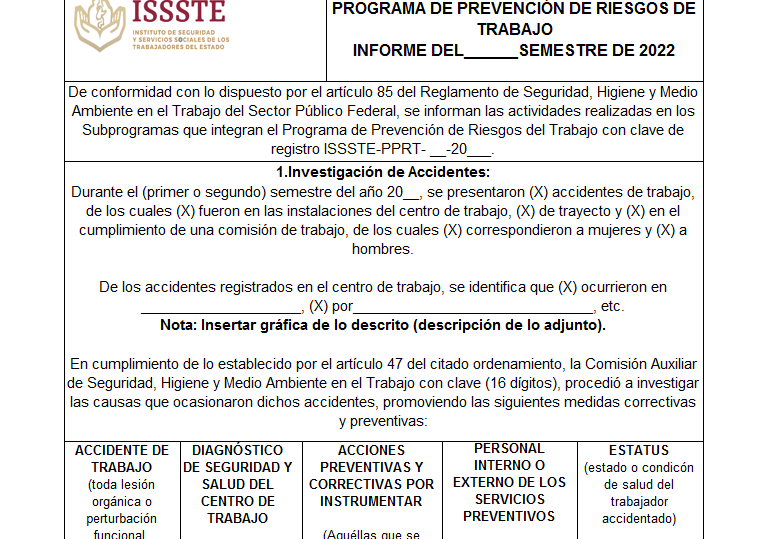 ISSSTE
INSTITUTO DE SEGURIDAD
Y SERVICIOS SOCIALES DE LOS
TRABAJADORES DEL ESTADO
PROGRAMA DE PREVENCIÓN DE RIESGOS DE
TRABAJO
INFORME DEL______SEMESTRE DE 2022
De conformidad con lo dispuesto por el artículo 85 del Reglamento de Seguridad, Higiene y Medio
Ambiente en el Trabajo del Sector Público Federal, se informan las actividades realizadas en los
Subprogramas que integran el Programa de Prevención de Riesgos del Trabajo con clave de
registro ISSSTE-PPRT- __-20___.
1.Investigación de Accidentes:
Durante el (primer o segundo) semestre del año 20__, se presentaron (X) accidentes de trabajo,
de los cuales (X) fueron en las instalaciones del centro de trabajo, (X) de trayecto y (X) en el
cumplimiento de una comisión de trabajo, de los cuales (X) correspondieron a mujeres y (X) a
hombres.
De los accidentes registrados en el centro de trabajo, se identifica que (X) ocurrieron en
____________________, (X) por______________________________, etc.
Nota: Insertar gráfica de lo descrito (descripción de lo adjunto).
En cumplimiento de lo establecido por el artículo 47 del citado ordenamiento, la Comisión Auxiliar
de Seguridad, Higiene y Medio Ambiente en el Trabajo con clave (16 dígitos), procedió a investigar
las causas que ocasionaron dichos accidentes, promoviendo las siguientes medidas correctivas
y preventivas:
ACCIDENTE DE
TRABAJO
(toda lesión
orgánica o
perturbación
funcional
DIAGNÓSTICO
DE SEGURIDAD Y
SALUD DEL
CENTRO DE
TRABAJO
ACCIONES
PREVENTIVAS Y
CORRECTIVAS POR
INSTRUMENTAR
(Aquéllas que se
PERSONAL
INTERNO O
EXTERNO DE LOS
SERVICIOS
PREVENTIVOS
ESTATUS
(estado o condicón
de salud del
trabajador
accidentado)